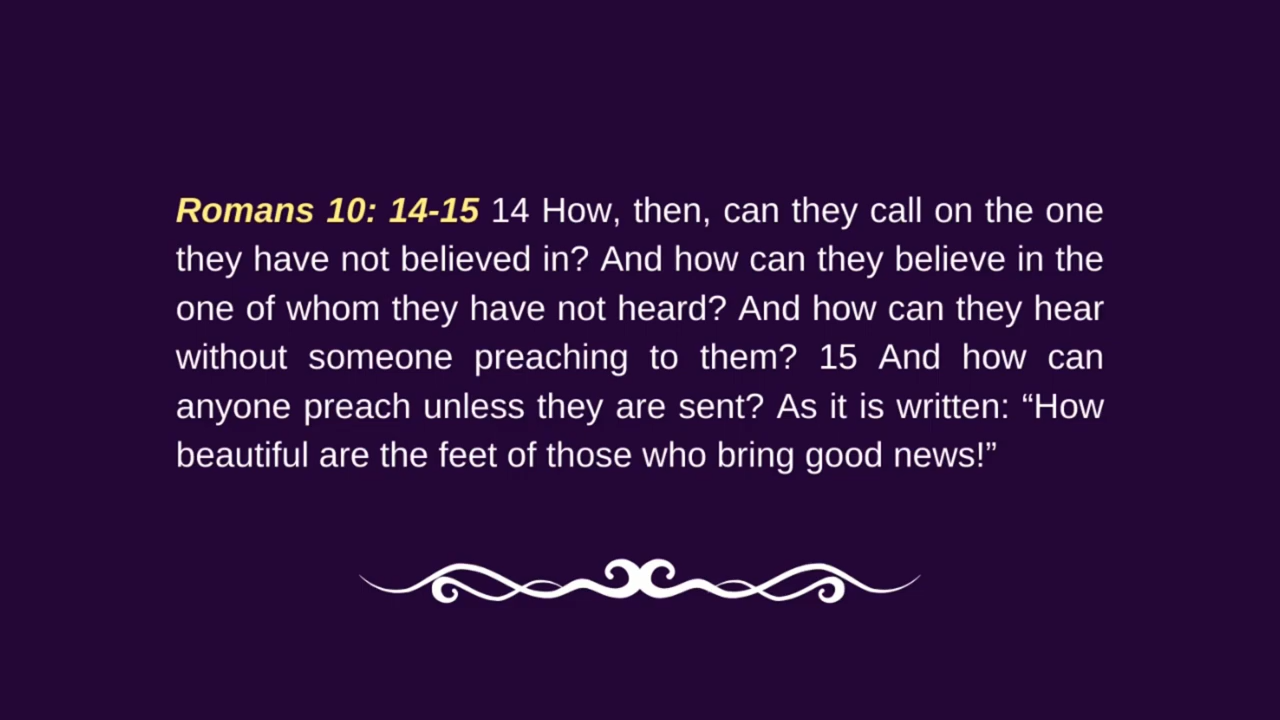 Romans 10: 14-15 14 How, then, can they call on the one
they have not believed in? And how can they believe in the
one of whom they have not heard? And how can they hear
without someone preaching to them? 15 And how can
anyone preach unless they are sent? As it is written: “How
beautiful are the feet of those who bring good news!”